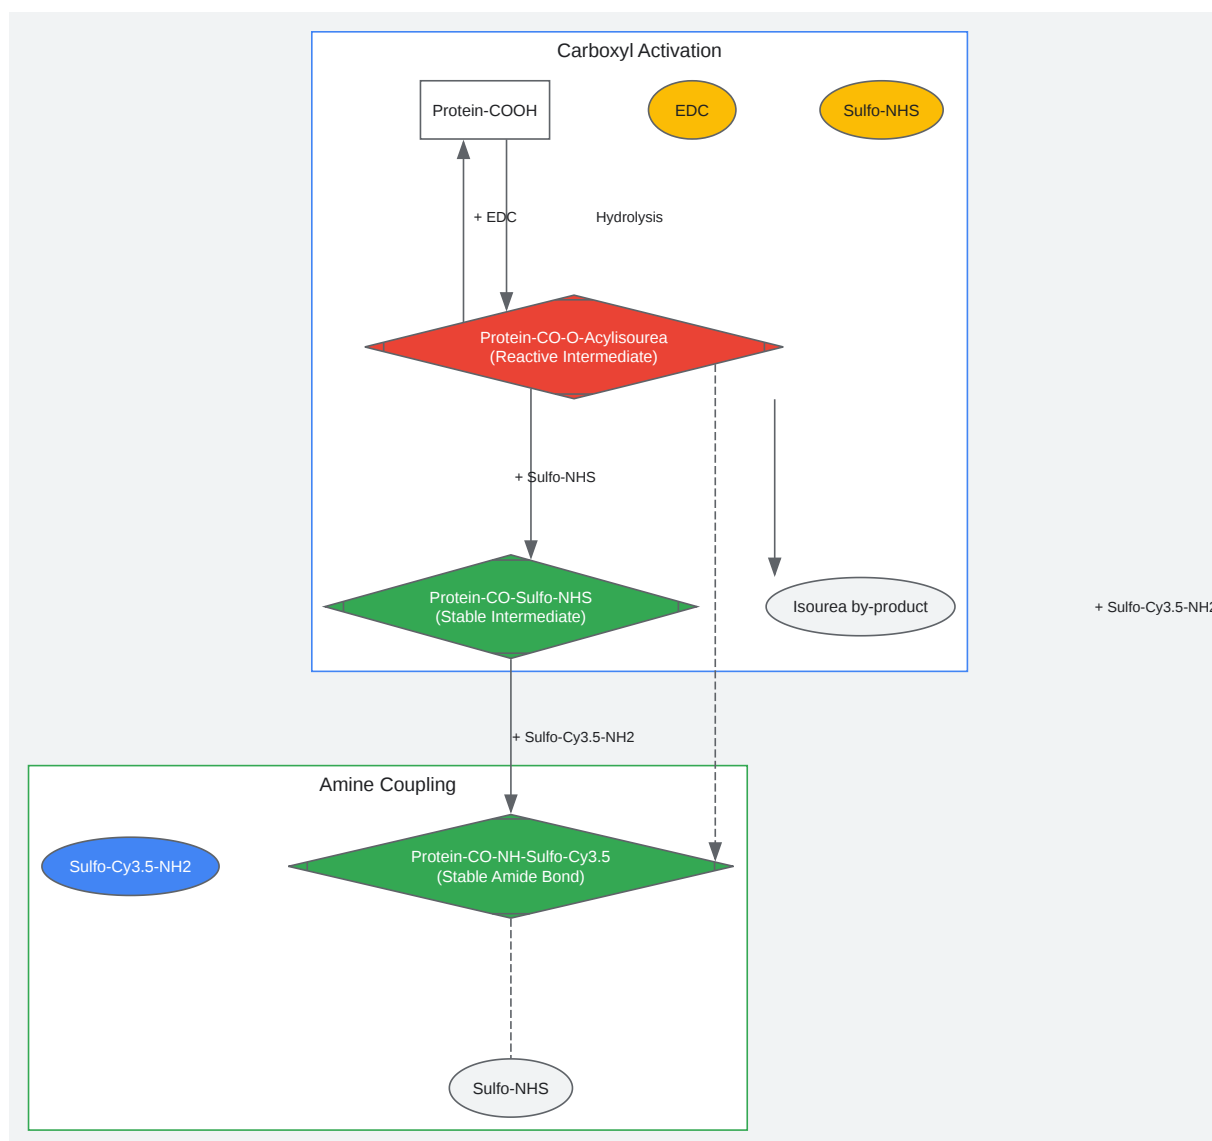 Carboxyl Activation
Protein-COOH
EDC
Sulfo-NHS
+ EDC
Hydrolysis
Protein-CO-O-Acylisourea
(Reactive Intermediate)
+ Sulfo-NHS
Protein-CO-Sulfo-NHS
(Stable Intermediate)
Isourea by-product
+ Sulfo-Cy3.5-NH2
+ Sulfo-Cy3.5-NH2
Amine Coupling
Sulfo-Cy3.5-NH2
Protein-CO-NH-Sulfo-Cy3.5
(Stable Amide Bond)
Sulfo-NHS